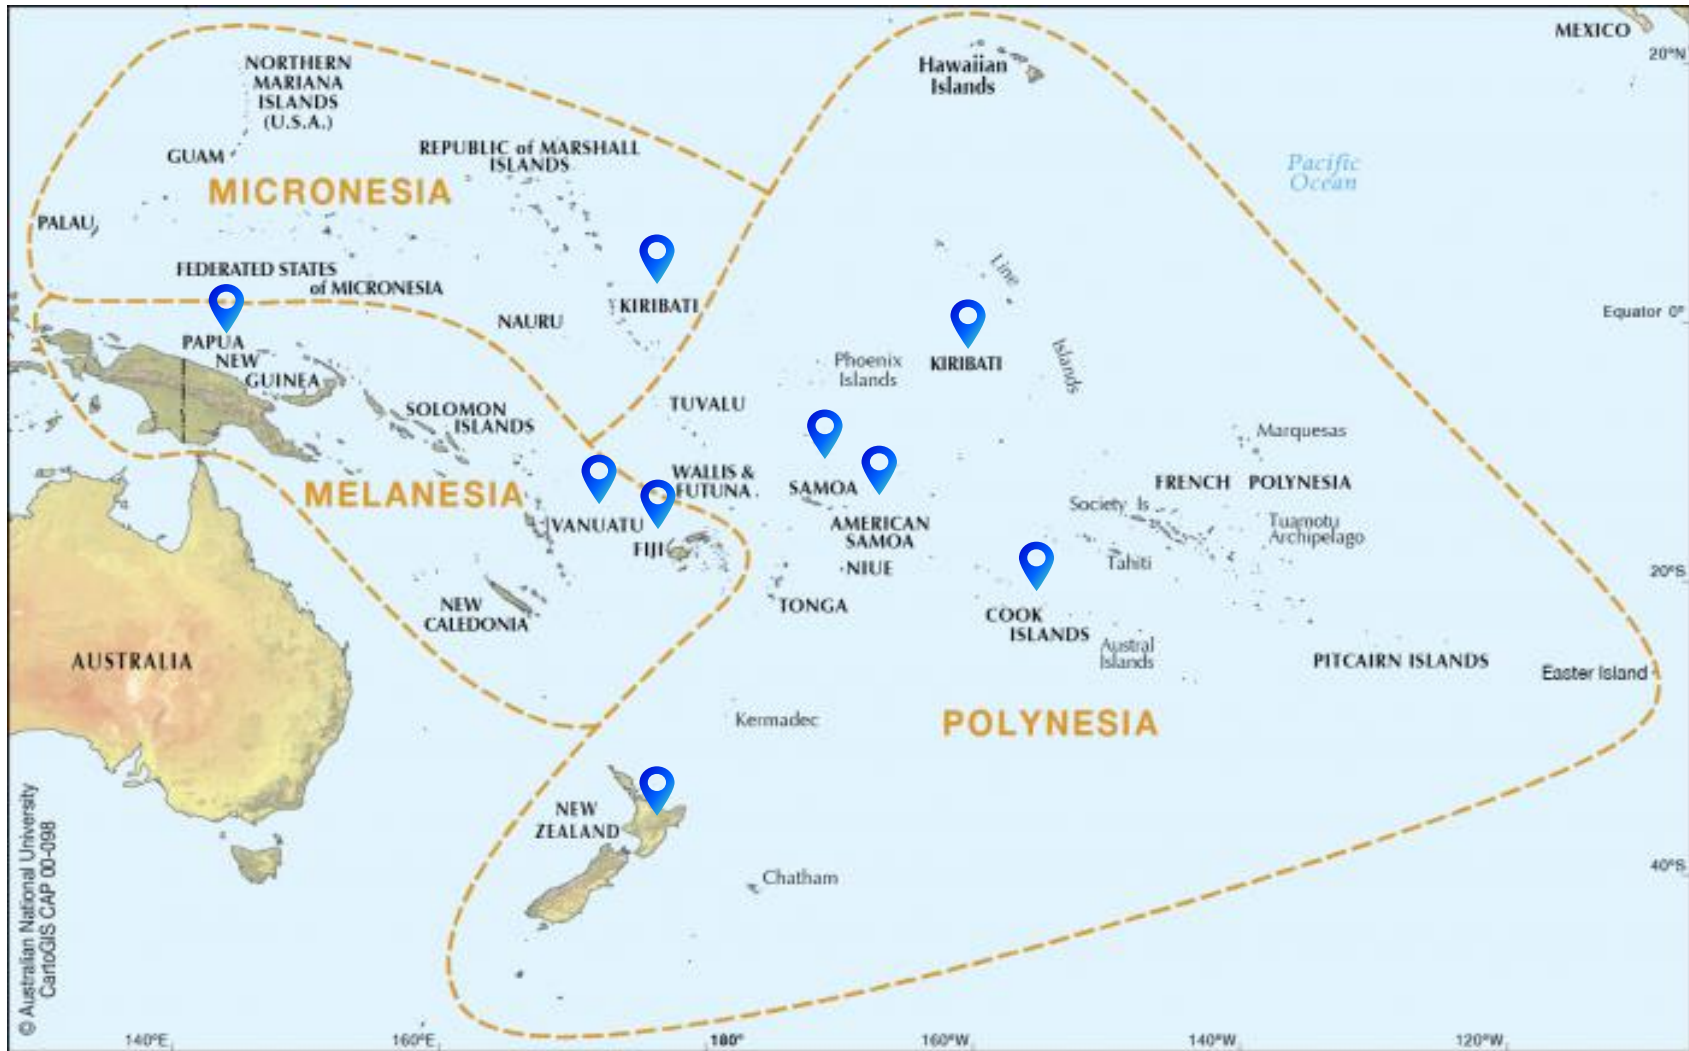 MEXICO
20°N
Hawaiian
Islands
NORTHERN
MARIANA
ISLANDS
(U.S.A.)
GUAM
REPUBLIC of MARSHALL
ISLANDS
Pacific
Ocean
MICRONESIA
PALAU
FEDERATED STATES
of MICRONESIA
Line
Islands
KIRIBATI
NAURU
Equator 0°
PAPUA
NEW
GUINEA
Phoenix
Islands
KIRIBATI
TUVALU
SOLOMON
ISLANDS
Marquesas
WALLIS &
FUTUNA
MELANESIA
SAMOA
FRENCH POLYNESIA
Society Is
VANUATU
AMERICAN
SAMOA
Tuamotu
Archipelago
FIJI
NIUE
Tahiti
20°S
TONGA
NEW
CALEDONIA
COOK
ISLANDS
Austral
Islands
AUSTRALIA
PITCAIRN ISLANDS
Easter Island
Kermadec
POLYNESIA
NEW
ZEALAND
Chatham
40°S
© Australian National University
CartoGIS CAP 00-098
140°E
160°E
180°
160°W
140°W
120°W